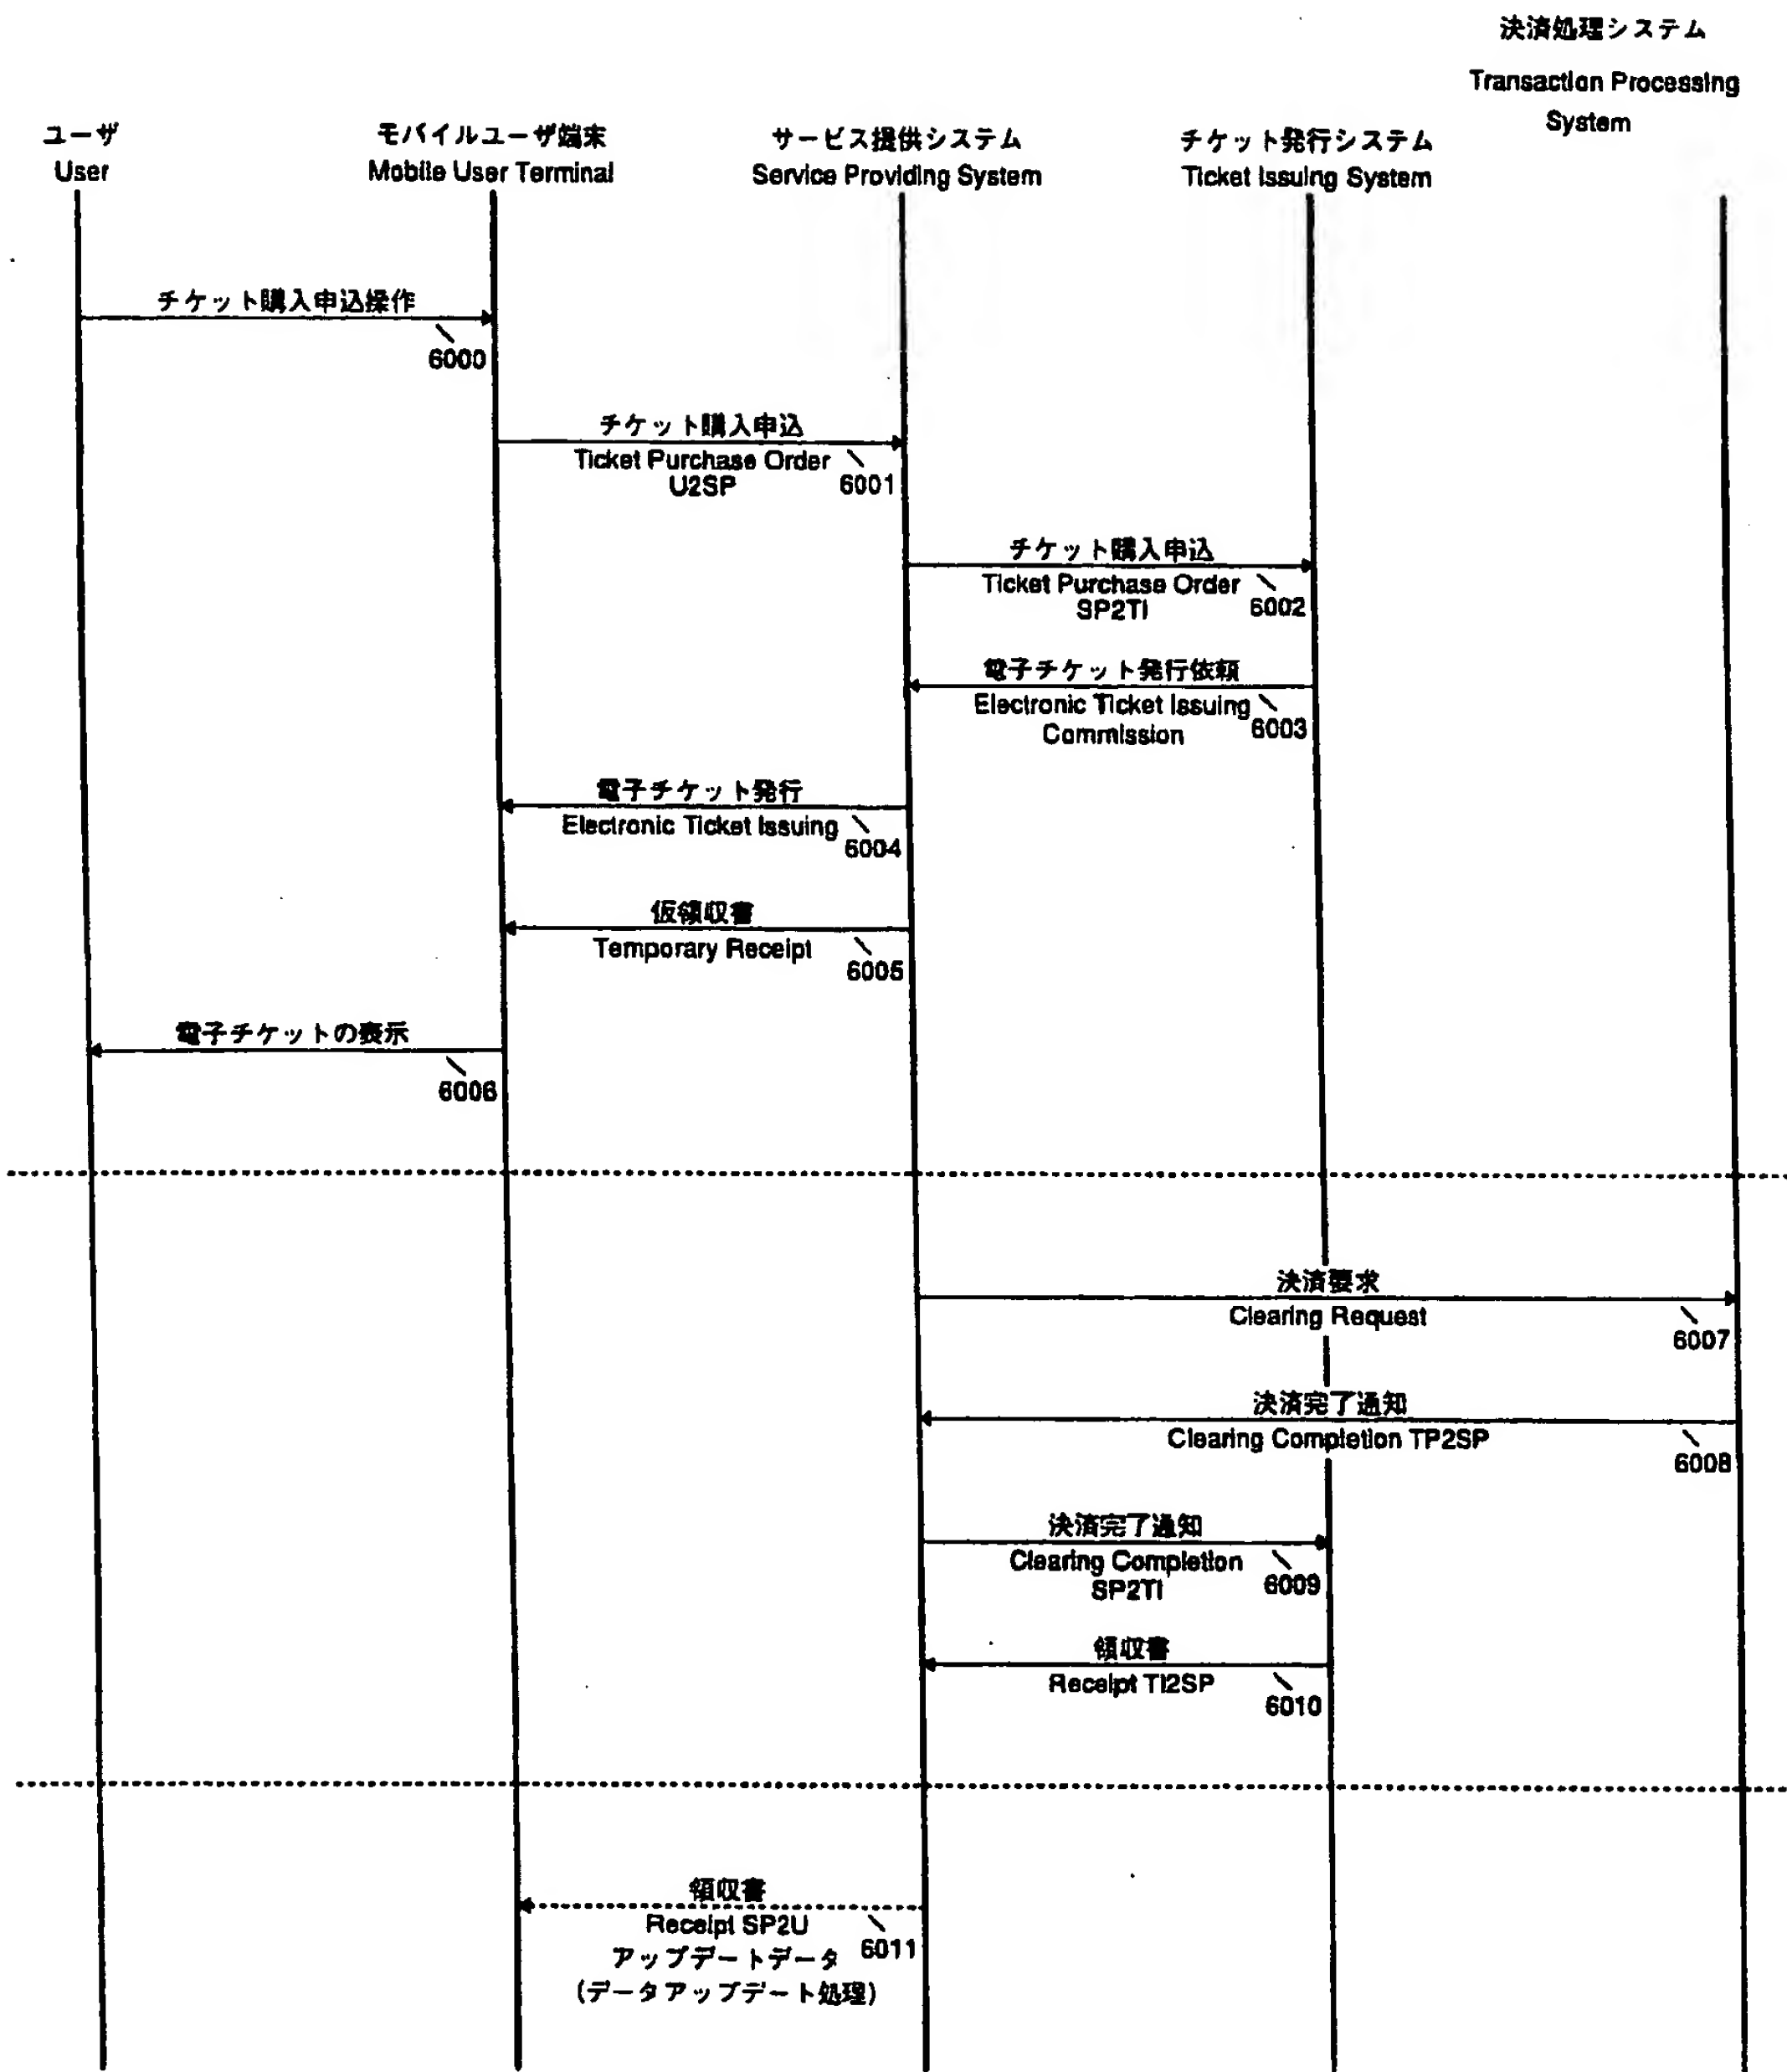 決済処理システム
Transaction Processing
System
ユーザ
User
モバイルユーザ端末
Mobile User Terminal
サービス提供システム
Service Providing System
チケット発行システム
Ticket Issuing System
チケット購入申込操作
6000
チケット購入申込
Ticket Purchase Order
U2SP
6001
チケット購入申込
Ticket Purchase Order
SP2TI
6002
電子チケット発行依頼
Electronic Ticket Issuing
Commission
6003
電子チケット発行
Electronic Ticket Issuing
6004
仮領収書
Temporary Receipt
6005
電子チケットの表示
6006
決済要求
Clearing Request
6007
決済完了通知
Clearing Completion TP2SP
6008
決済完了通知
Clearing Completion
SP2TI
6009
領収書
Receipt TI2SP
6010
領収書
Receipt SP2U
6011
アップデートデータ
(データアップデート処理)